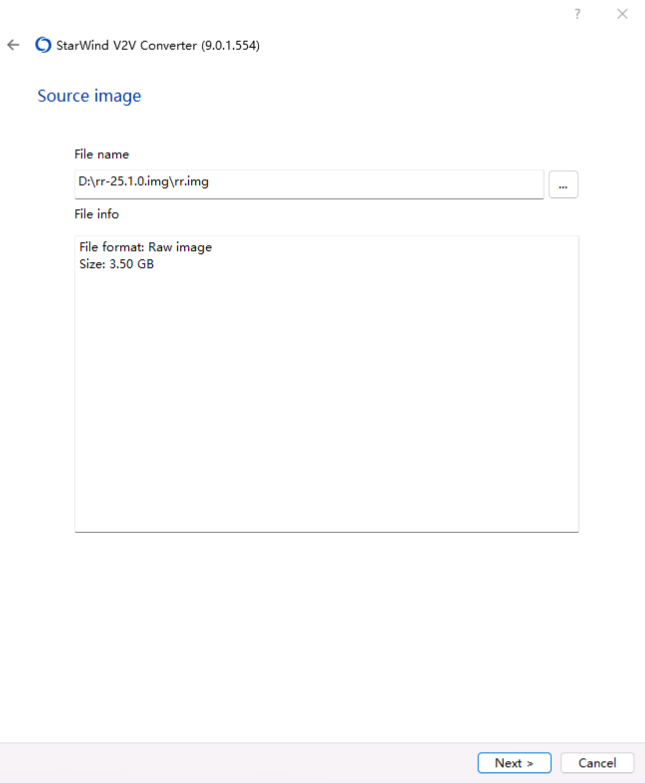 ?
StarWind V2V Converter (9.0.1.554)
Source image
File name
D:\rr-25.1.0.img\rr.img
...
File info
File format: Raw image
Size: 3.50 GB
Next >
Cancel